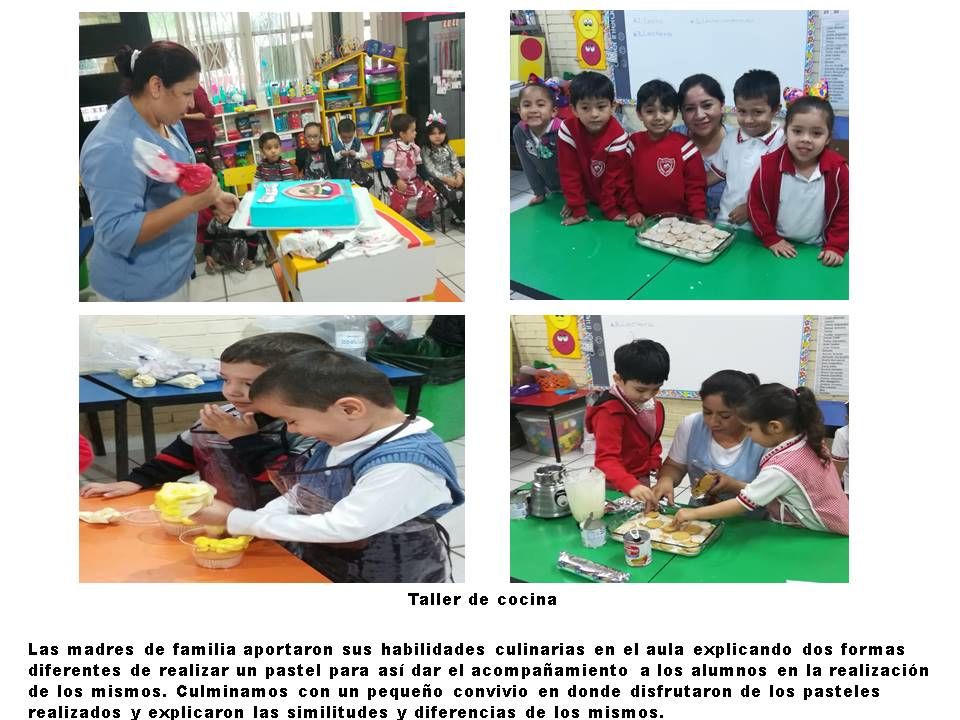 Taller de cocina
Las madres de familia aportaron sus habilidades culinarias en el aula explicando dos formas
diferentes de realizar un pastel para así dar el acompañamiento a los alumnos en la realización
de los mismos. Culminamos con un pequeño convivio en donde disfrutaron de los pasteles
realizados y explicaron las similitudes y diferencias de los mismos.